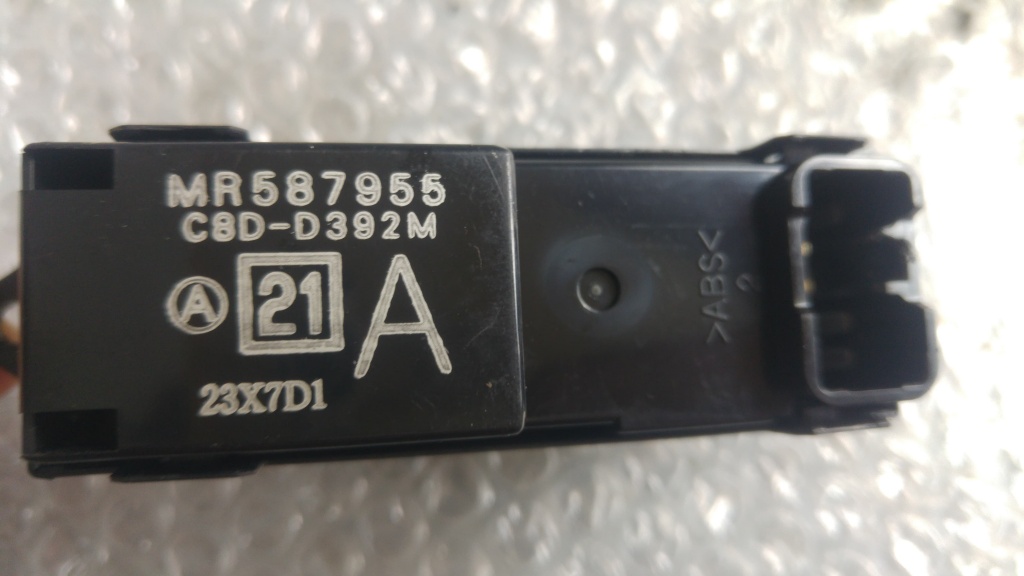 MR587955
C8D-D392M
Ⓐ 21 A
23X7D1
>ABS<
2